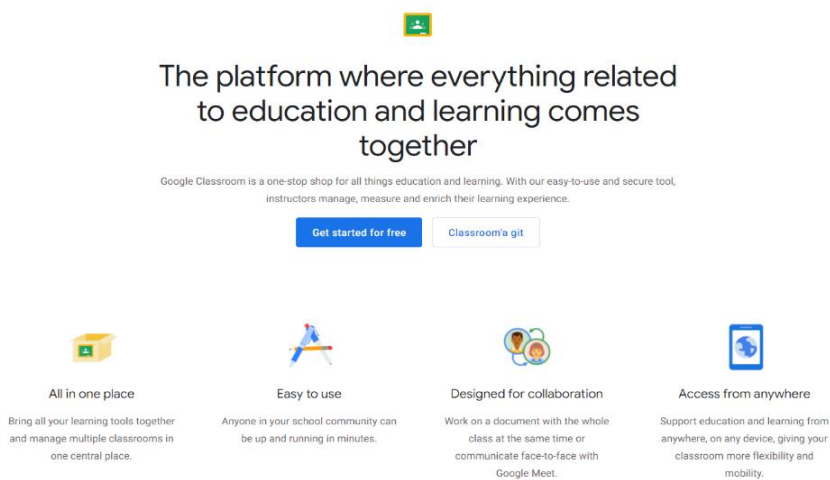 The platform where everything related
to education and learning comes
together
Google Classroom is a one-stop shop for all things education and learning. With our easy-to-use and secure tool,
instructors manage, measure and enrich their learning experience.
Get started for free
Classroom'a git
All in one place
Bring all your learning tools together
and manage multiple classrooms in
one central place.
Easy to use
Anyone in your school community can
be up and running in minutes.
Designed for collaboration
Work on a document with the whole
class at the same time or
communicate face-to-face with
Google Meet.
Access from anywhere
Support education and learning from
anywhere, on any device, giving your
classroom more flexibility and
mobility.